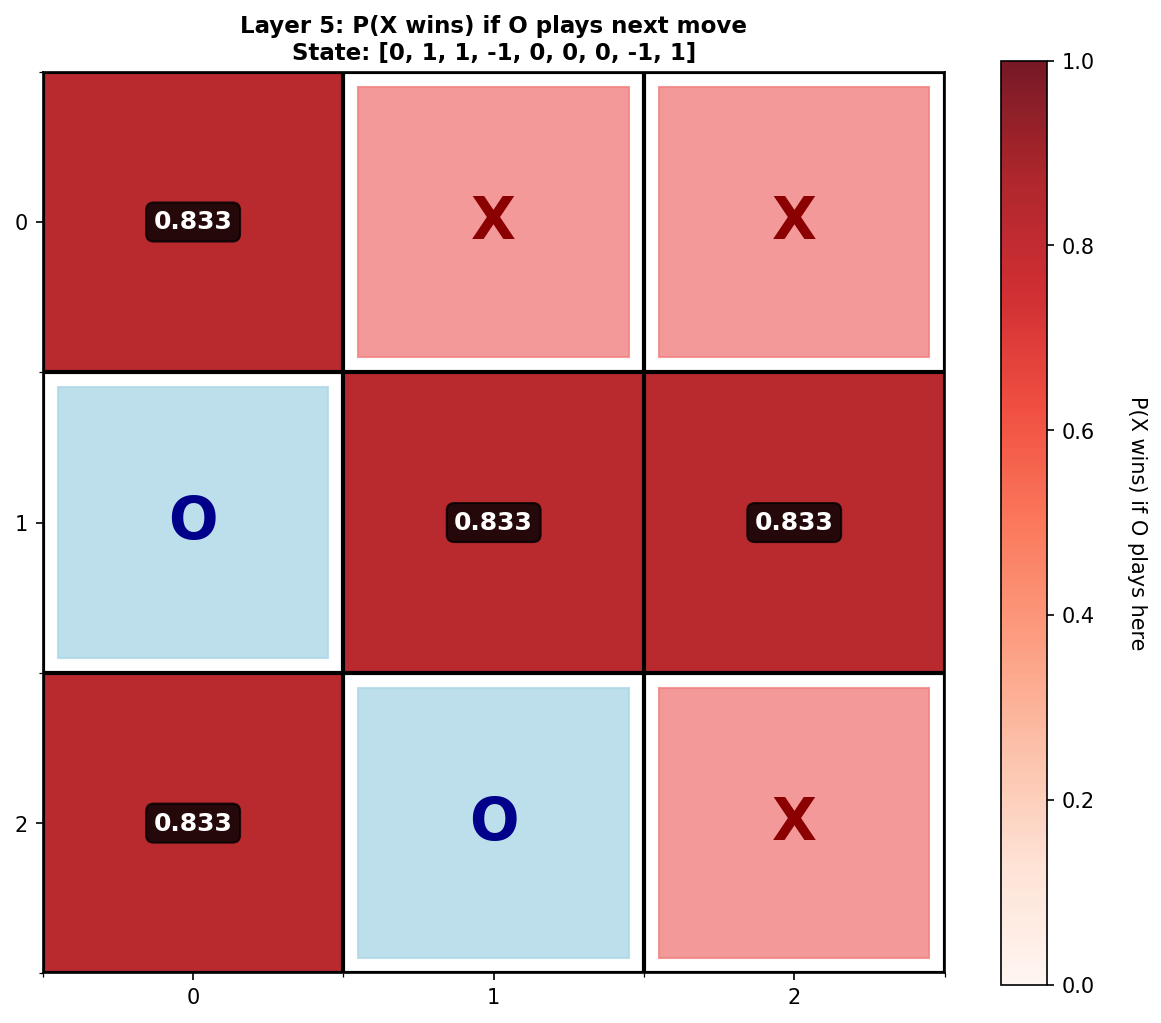 Layer 5: P(X wins) if O plays next move
State: [0, 1, 1, -1, 0, 0, 0, -1, 1]
0
0.833
X
X
1
O
0.833
0.833
2
0.833
O
X
0
1
2
1.0
0.8
0.6
0.4
0.2
0.0
P(X wins) if O plays here